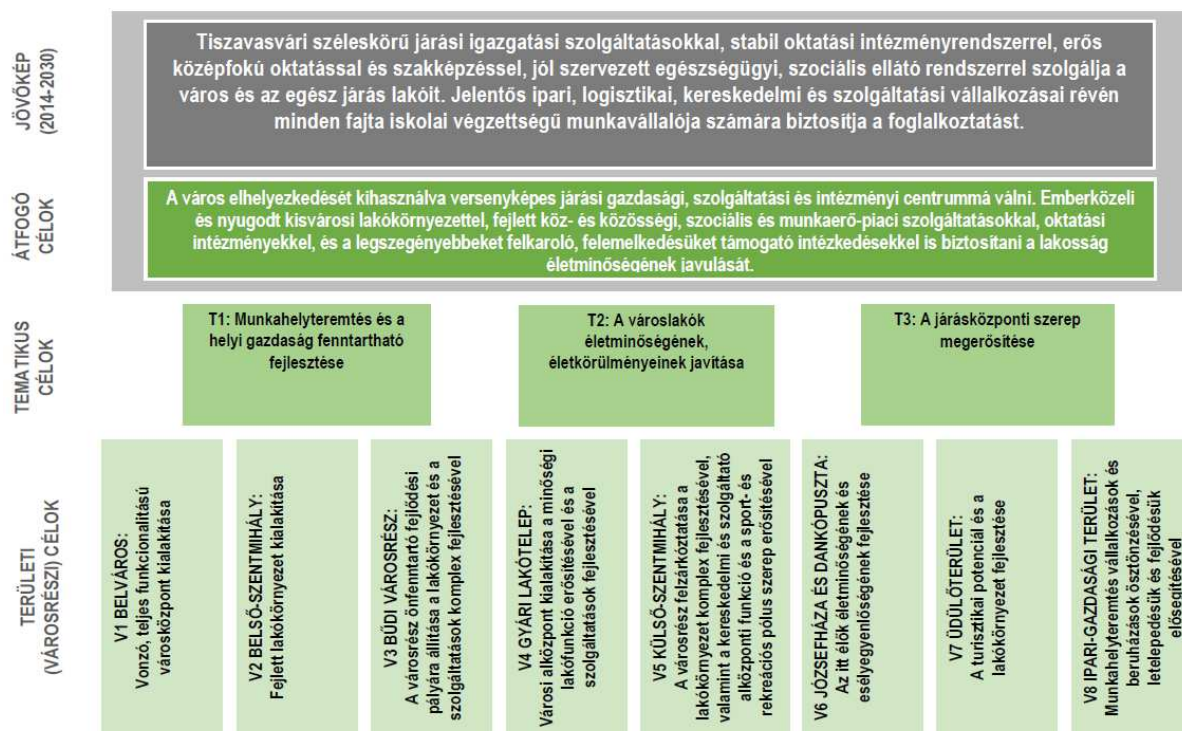 JÖVŐKÉP
(2014-2030)
Tiszavasvári széleskörű járási igazgatási szolgáltatásokkal, stabil oktatási intézményrendszerrel, erős
középfokú oktatással és szakképzéssel, jól szervezett egészségügyi, szociális ellátó rendszerrel szolgálja a
város és az egész járás lakóit. Jelentős ipari, logisztikai, kereskedelmi és szolgáltatási vállalkozásai révén
minden fajta iskolai végzettségű munkavállalója számára biztosítja a foglalkoztatást.
ÁTFOGÓ
CÉLOK
A város elhelyezkedését kihasználva versenyképes járási gazdasági, szolgáltatási és intézményi centrummá válni. Emberközeli
és nyugodt kisvárosi lakókörnyezettel, fejlett köz- és közösségi, szociális és munkaerő-piaci szolgáltatásokkal, oktatási
intézményekkel, és a legszegényebbeket felkaroló, felemelkedésüket támogató intézkedésekkel is biztosítani a lakosság
életminőségének javulását.
TEMATIKUS
CÉLOK
T1: Munkahelyteremtés és a
helyi gazdaság fenntartható
fejlesztése
T2: A városlakók
életminőségének,
életkörülményeinek javítása
T3: A járásközponti szerep
megerősítése
TERÜLETI
(VÁROSRÉSZI) CÉLOK
V1 BELVÁROS:
Vonzó, teljes funkcionalitású
városközpont kialakítása
V2 BELSŐ-SZENTMIHÁLY:
Fejlett lakókörnyezet kialakítása
V3 BŰDI VÁROSRÉSZ:
A városrész önfenntartó fejlődési
pályára állítása a lakókörnyezet és a
szolgáltatások komplex fejlesztésével
V4 GYÁRI LAKÓTELEP:
Városi alközpont kialakítása a minőségi
lakófunkció erősítésével és a
szolgáltatások fejlesztésével
V5 KÜLSŐ-SZENTMIHÁLY:
A városrész felzárkóztatása a
lakókörnyezet komplex fejlesztésével,
valamint a kereskedelmi és szolgáltató
alközponti funkció és a sport- és
rekreációs pólus szerep erősítésével
V6 JÓZSEFHÁZA ÉS DANKÓPUSZTA:
Az itt élők életminőségének és
esélyegyenlőségének fejlesztése
V7 ÜDÜLŐTERÜLET:
A turisztikai potenciál és a
lakókörnyezet fejlesztése
V8 IPARI-GAZDASÁGI TERÜLET:
Munkahelyteremtés vállalkozások és
beruházások ösztönzésével,
letelepedésük és fejlődésük
elősegítésével